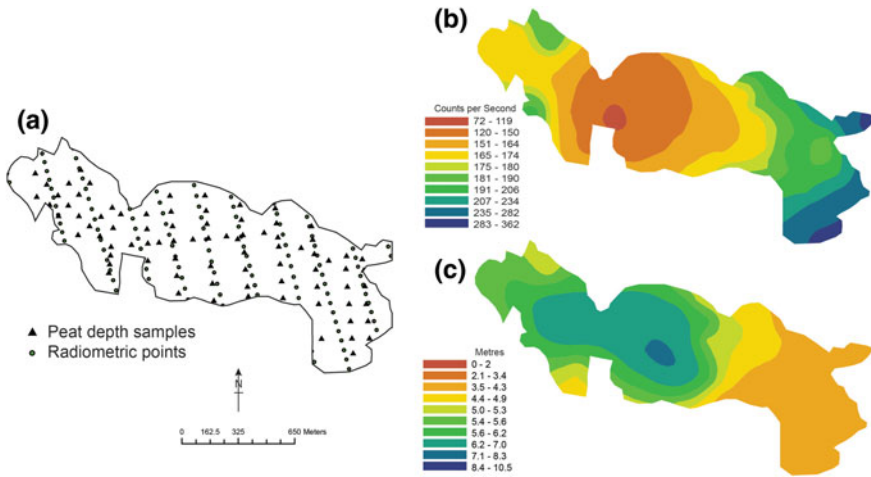 (a)
▲ Peat depth samples
● Radiometric points
N
0 162.5 325 650 Meters
(b)
Counts per Second
72 - 119
120 - 150
151 - 164
165 - 174
175 - 180
181 - 190
191 - 206
207 - 234
235 - 282
283 - 362
(c)
Metres
0 - 2
2.1 - 3.4
3.5 - 4.3
4.4 - 4.9
5.0 - 5.3
5.4 - 5.6
5.6 - 6.2
6.2 - 7.0
7.1 - 8.3
8.4 - 10.5